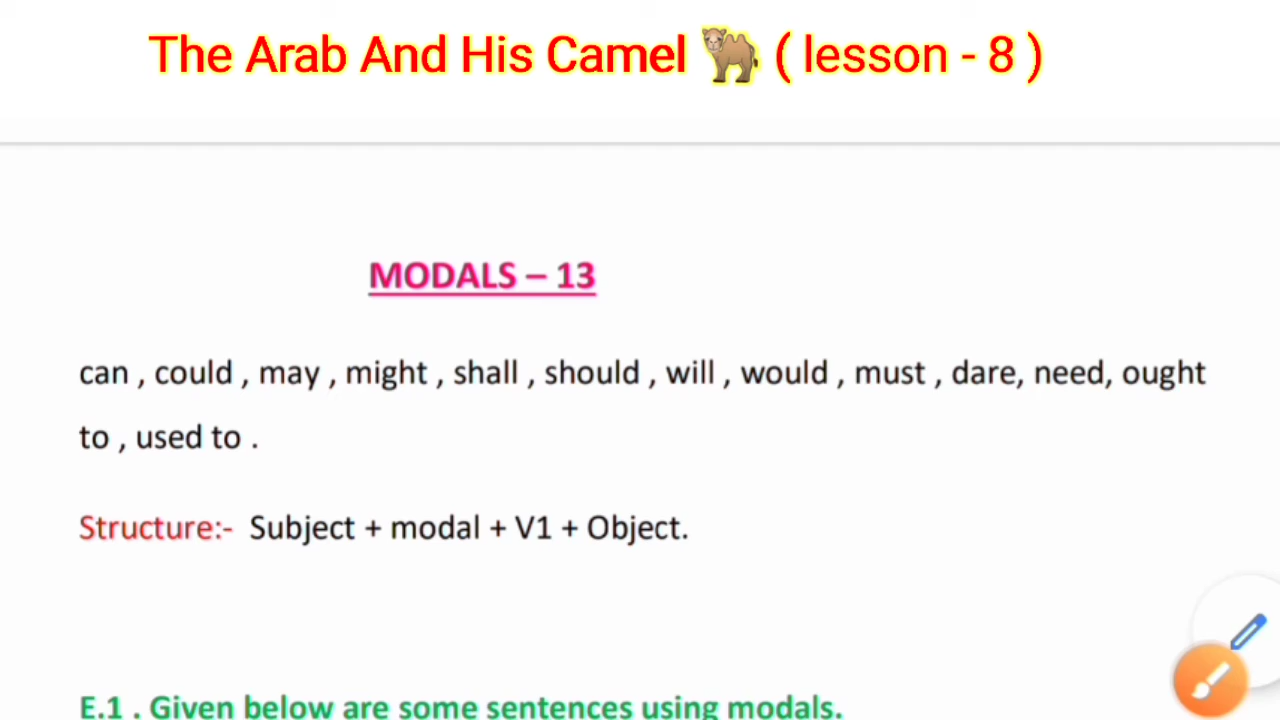 The Arab And His Camel 🐫 ( lesson - 8 )
MODALS – 13
can , could , may , might , shall , should , will , would , must , dare, need, ought
to , used to .
Structure:- Subject + modal + V1 + Object.
E.1 . Given below are some sentences using modals.